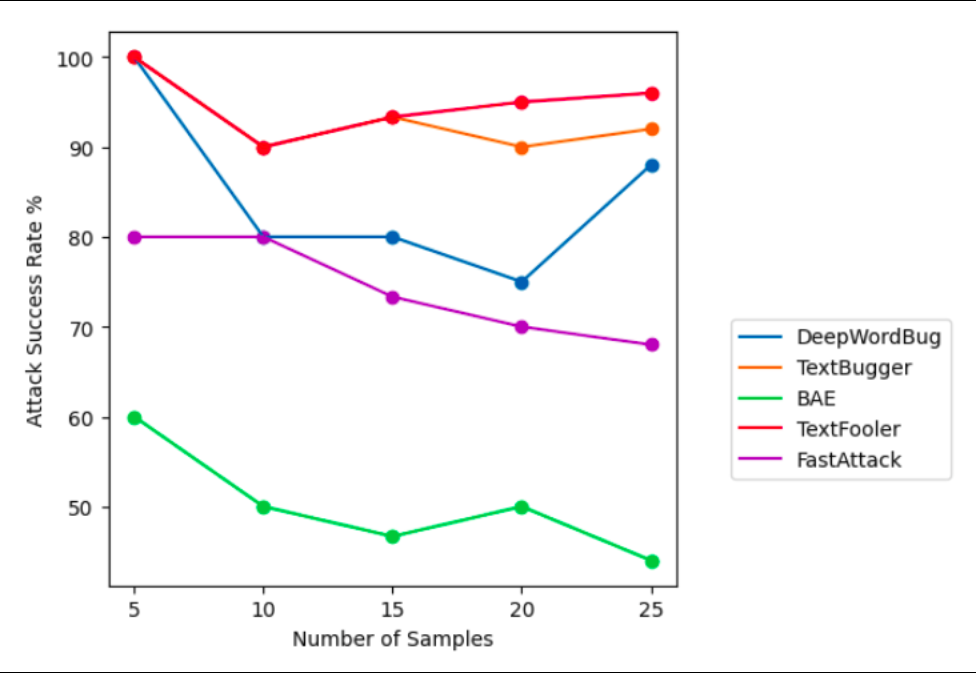 100
90
80
70
60
50
Attack Success Rate %
5 10 15 20 25
Number of Samples
DeepWordBug
TextBugger
BAE
TextFooler
FastAttack